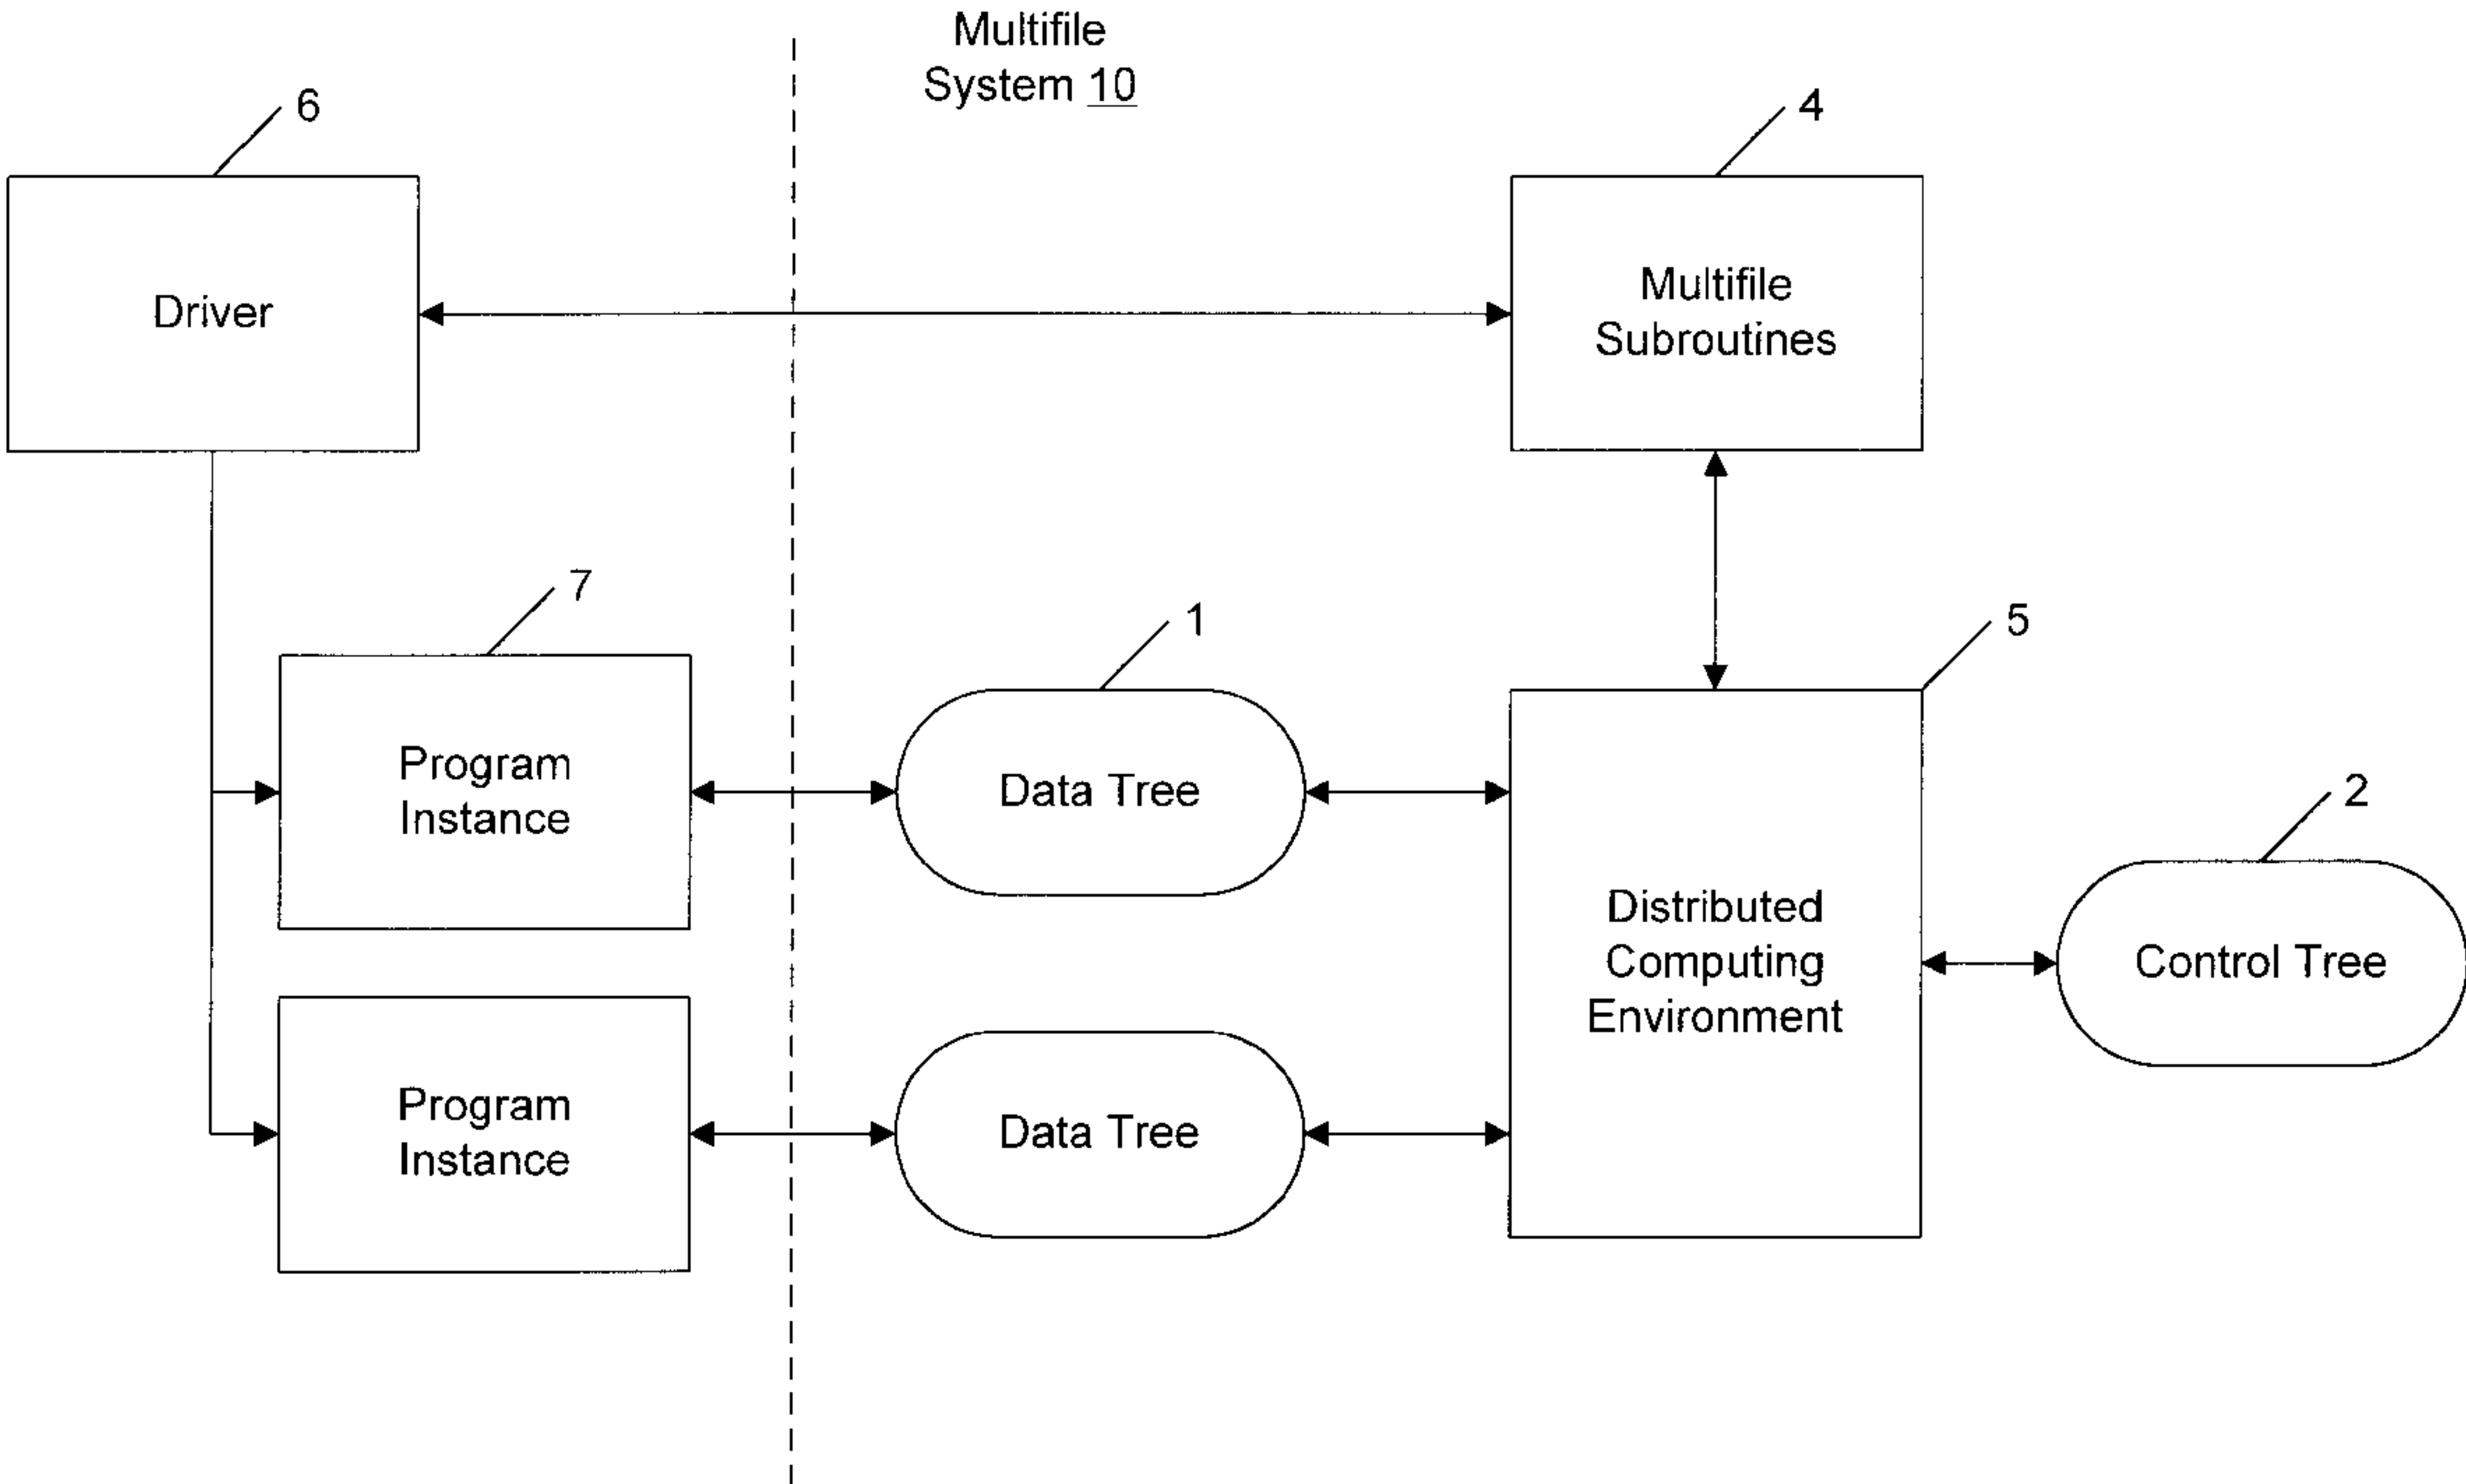 Multifile
System 10
6
4
Driver
Multifile
Subroutines
7
1
5
Program
Instance
Data Tree
2
Distributed
Computing
Environment
Control Tree
Program
Instance
Data Tree